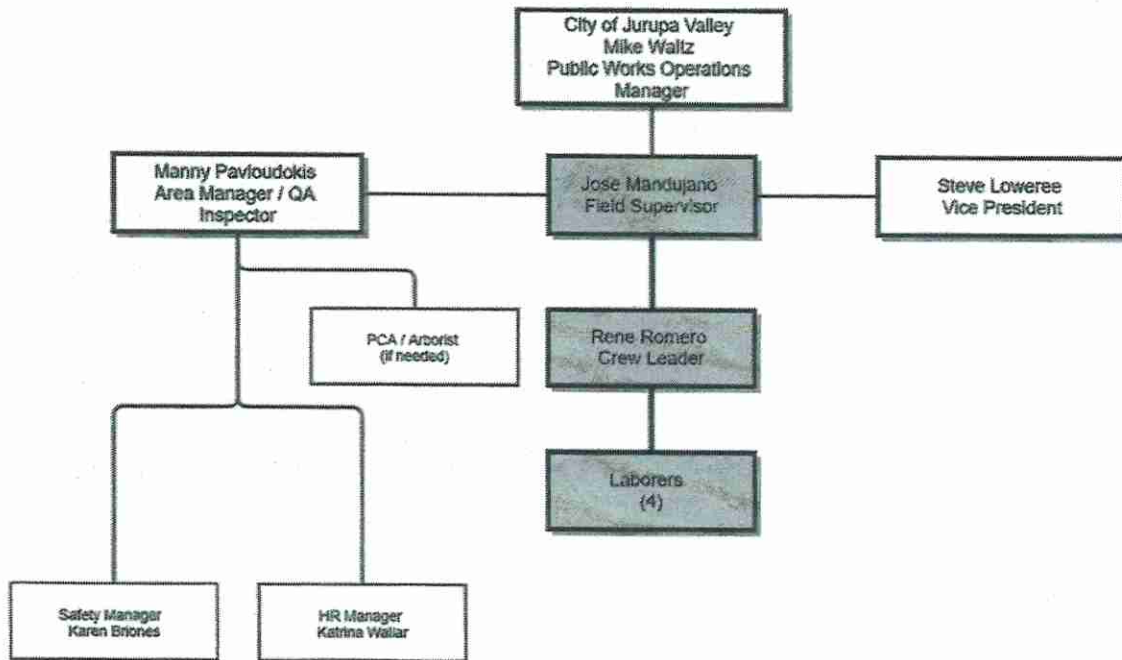 City of Jurupa Valley
Mike Waltz
Public Works Operations
Manager
Manny Pavloudokis
Area Manager / QA
Inspector
Jose Mandujano
Field Supervisor
Steve Loweree
Vice President
PCA / Arborist
(if needed)
Rene Romero
Crew Leader
Laborers
(4)
Safety Manager
Karen Briones
HR Manager
Katrina Wallar